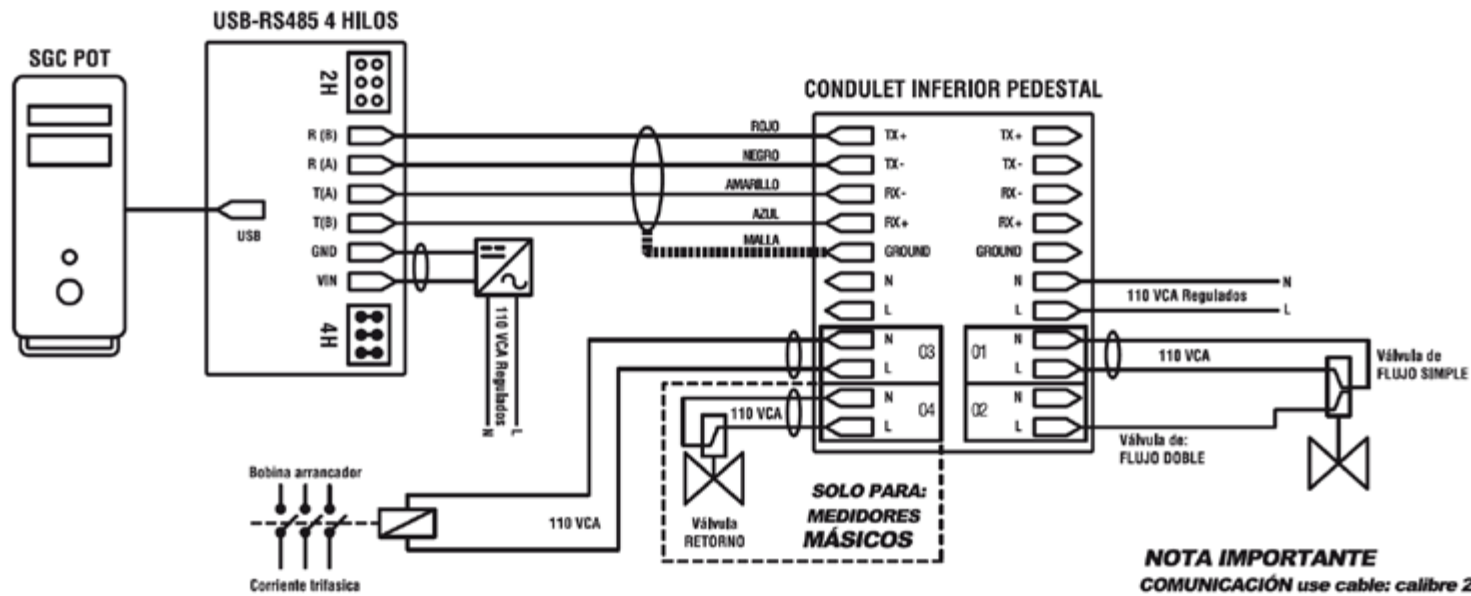 USB-RS485 4 HILOS
SGC POT
2H
R (B)
R (A)
T(A)
T(B)
GND
VIN
4H
USB
110 VCA Regulados
N
L
ROJO
NEGRO
AMARILLO
AZUL
MALLA
CONDULET INFERIOR PEDESTAL
TX+
TX-
RX-
RX+
GROUND
N
L
N
03
L
N
04
L
TX+
TX-
RX-
RX+
GROUND
N
L
01
N
L
02
N
L
N
110 VCA Regulados
L
110 VCA
Válvula de
FLUJO SIMPLE
Válvula de:
FLUJO DOBLE
110 VCA
Válvula
RETORNO
SOLO PARA:
MEDIDORES
MÁSICOS
110 VCA
Bobina arrancador
Corriente trifasica
NOTA IMPORTANTE
COMUNICACIÓN use cable: calibre 2